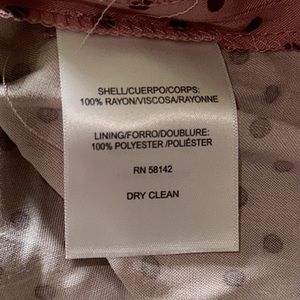 SHELL/CUERPO/CORPS:
100% RAYON/VISCOSA/RAYONNE
LINING/FORRO/DOUBLURE:
100% POLYESTER /POLIÉSTER
RN 58142
DRY CLEAN